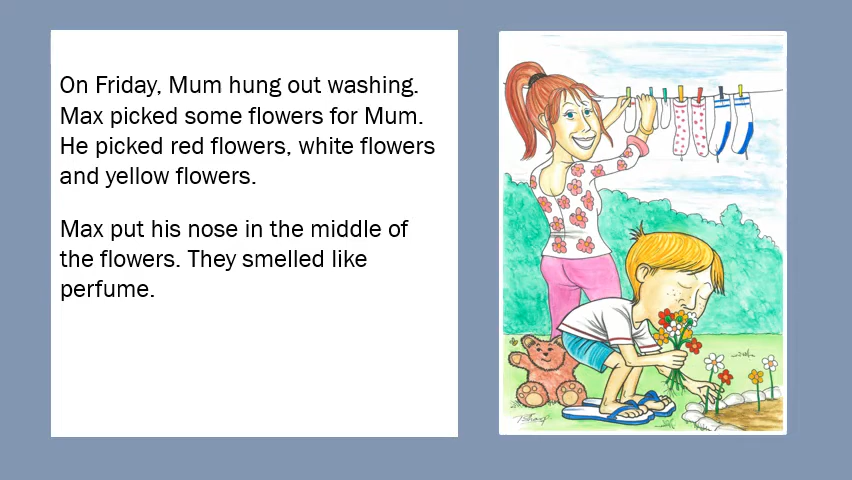 On Friday, Mum hung out washing.
Max picked some flowers for Mum.
He picked red flowers, white flowers
and yellow flowers.
Max put his nose in the middle of
the flowers. They smelled like
perfume.